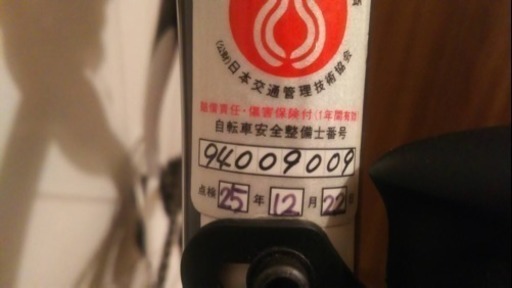 (公財)日本交通管理技術協会
賠償責任・傷害保険付(1年間有効)
自転車安全整備士番号
94009009
点検 25 年 12 月 22 日